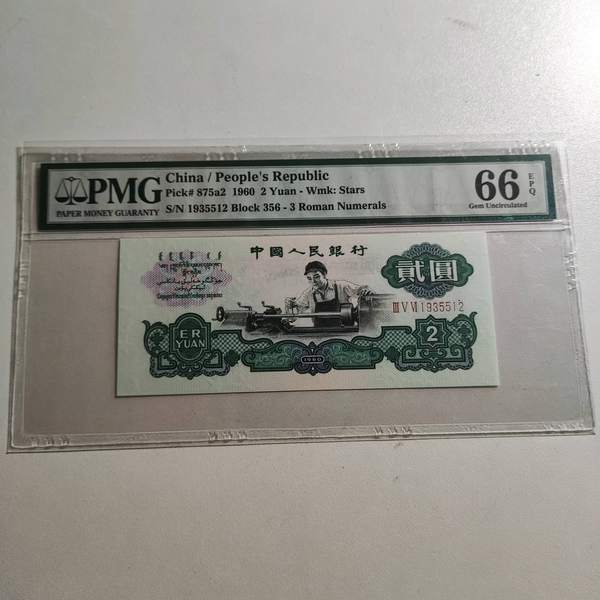 PMG
PAPER MONEY GUARANTY
China / People's Republic
Pick# 875a2 1960 2 Yuan - Wmk: Stars
S/N 1935512 Block 356 - 3 Roman Numerals
66 EPQ
Gem Uncirculated
中國人民銀行
貳圓
ⅢⅤⅥ1935512
ER
YUAN
1960
2